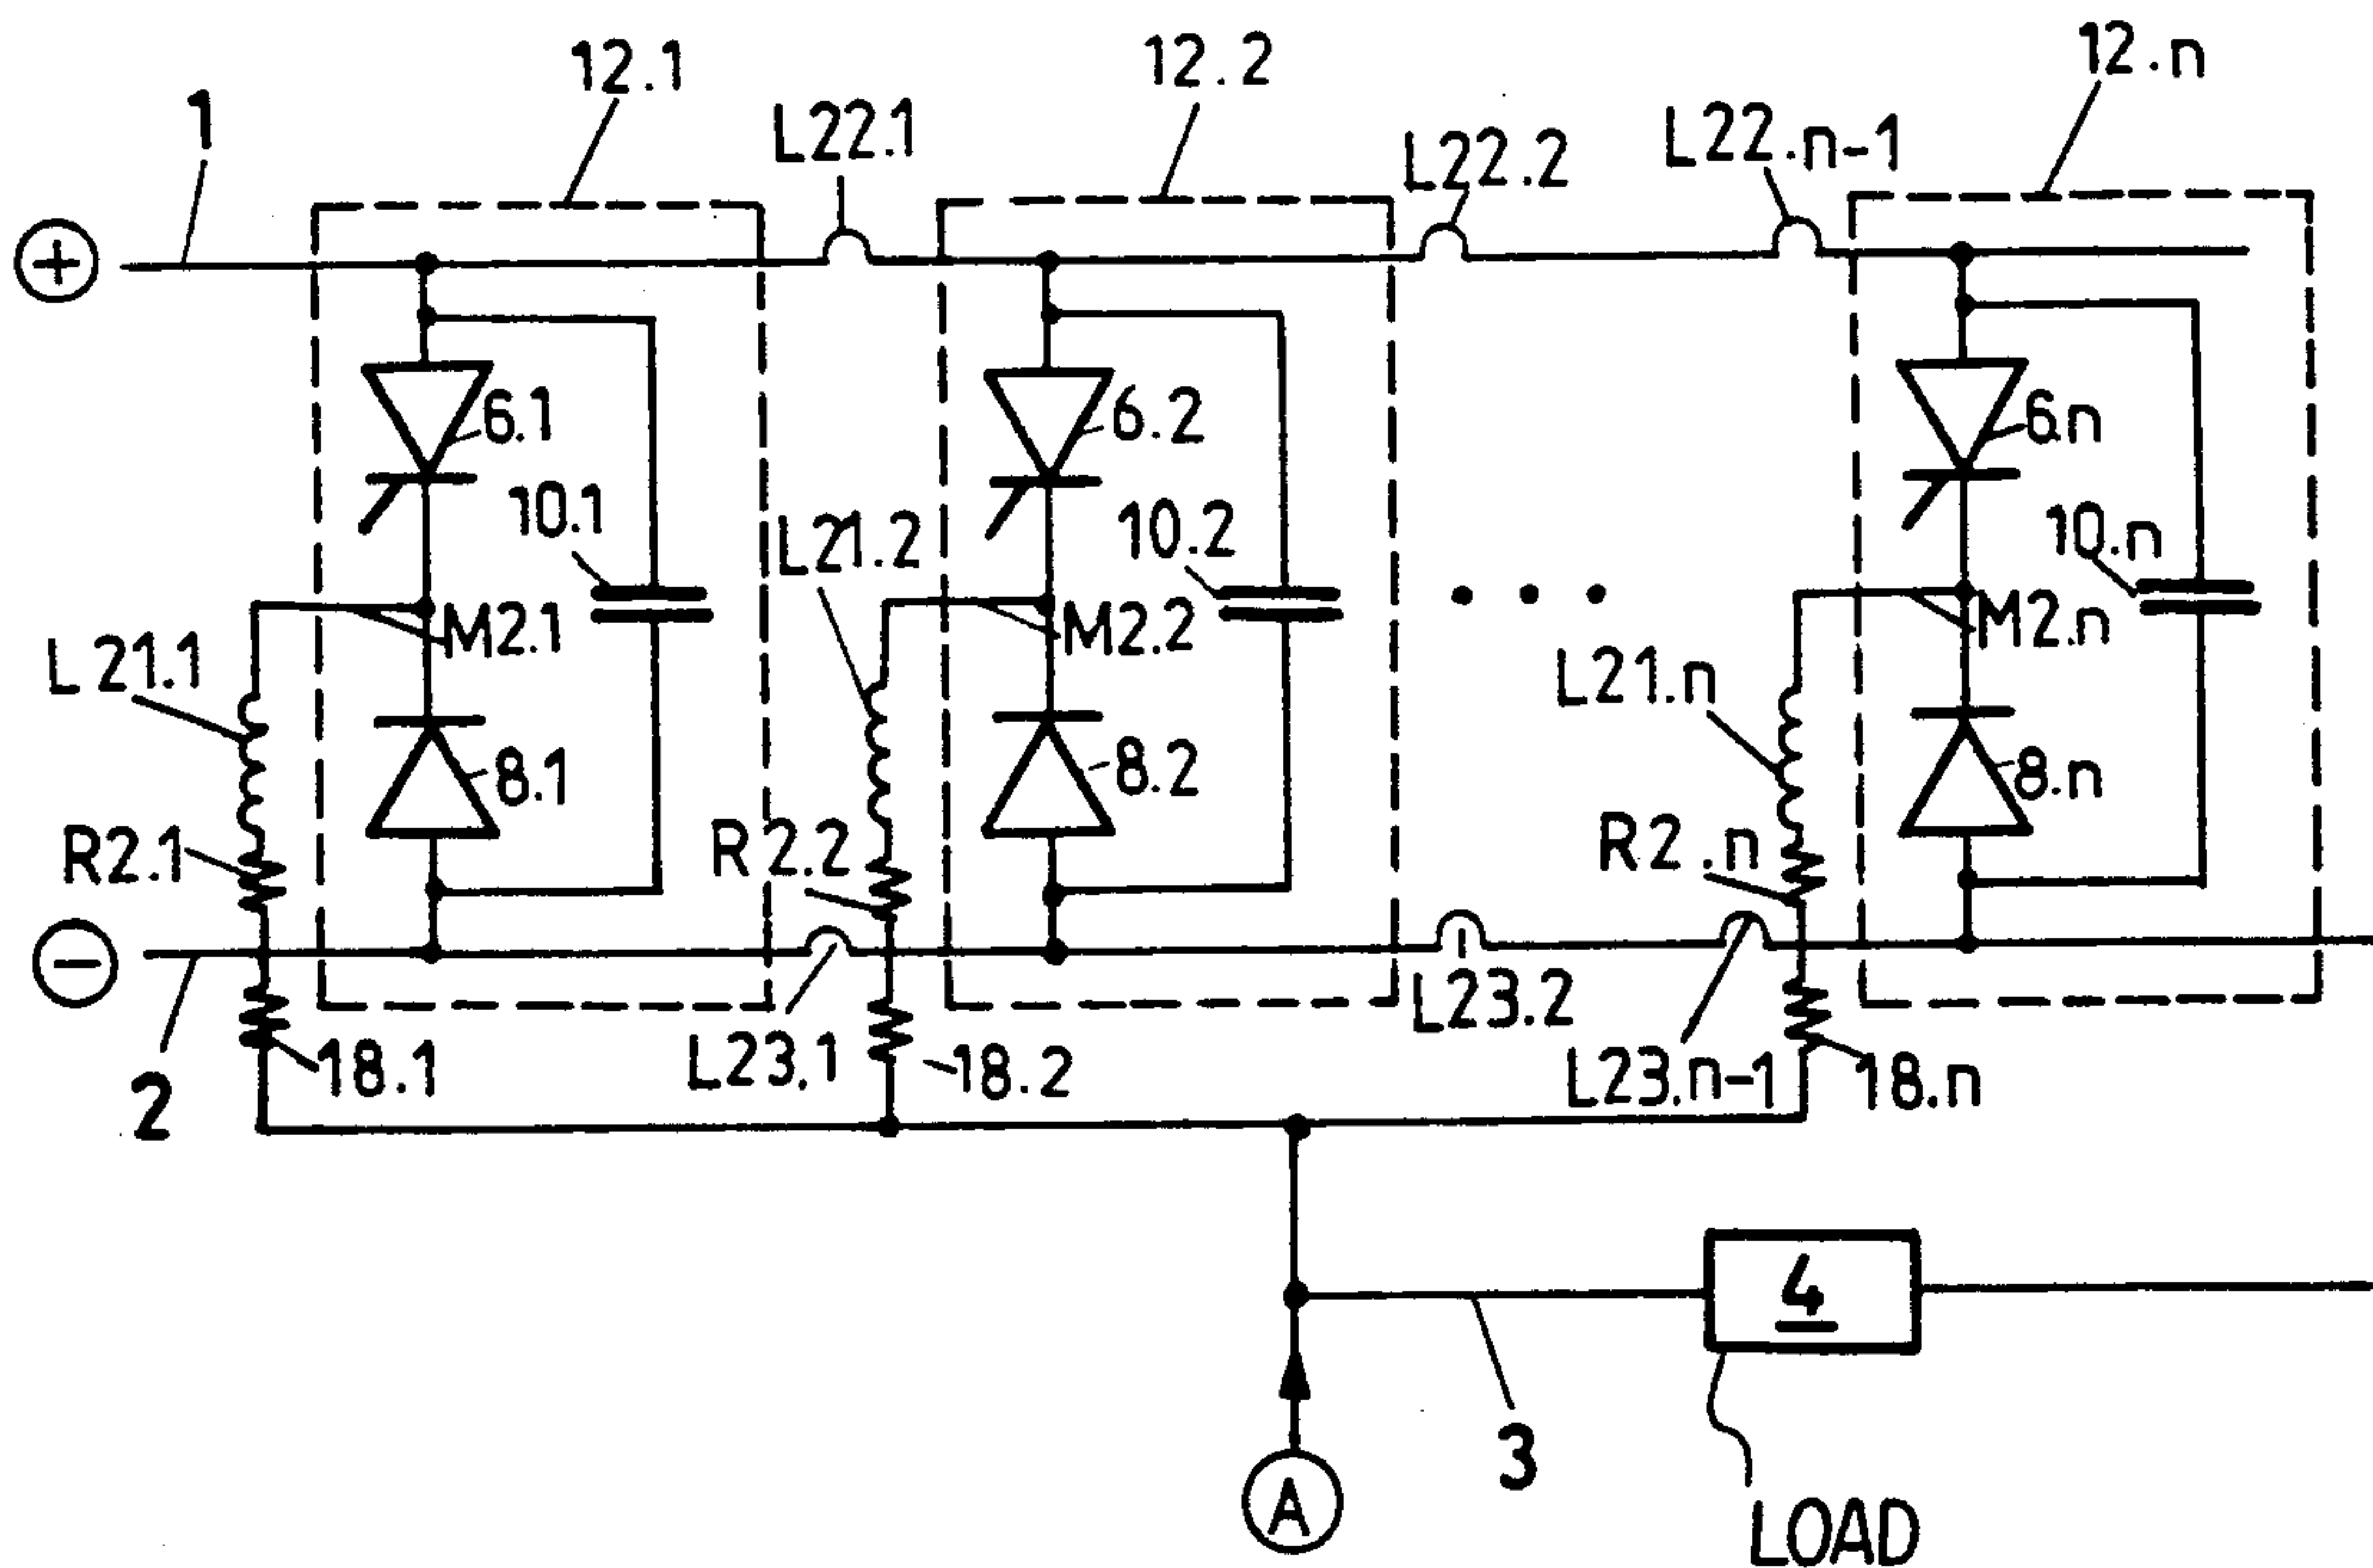 12.1
12.2
12.n
1
L22.1
L22.2
L22.n-1
+
6.1
6.2
6.n
10.1
L21.2
10.2
10.n
. . .
M2.1
M2.2
M2.n
L21.1
L21.n
8.1
8.2
8.n
R2.1
R2.2
R2.n
−
L23.2
18.1
L23.1
18.2
L23.n-1
18.n
2
4
3
A
LOAD